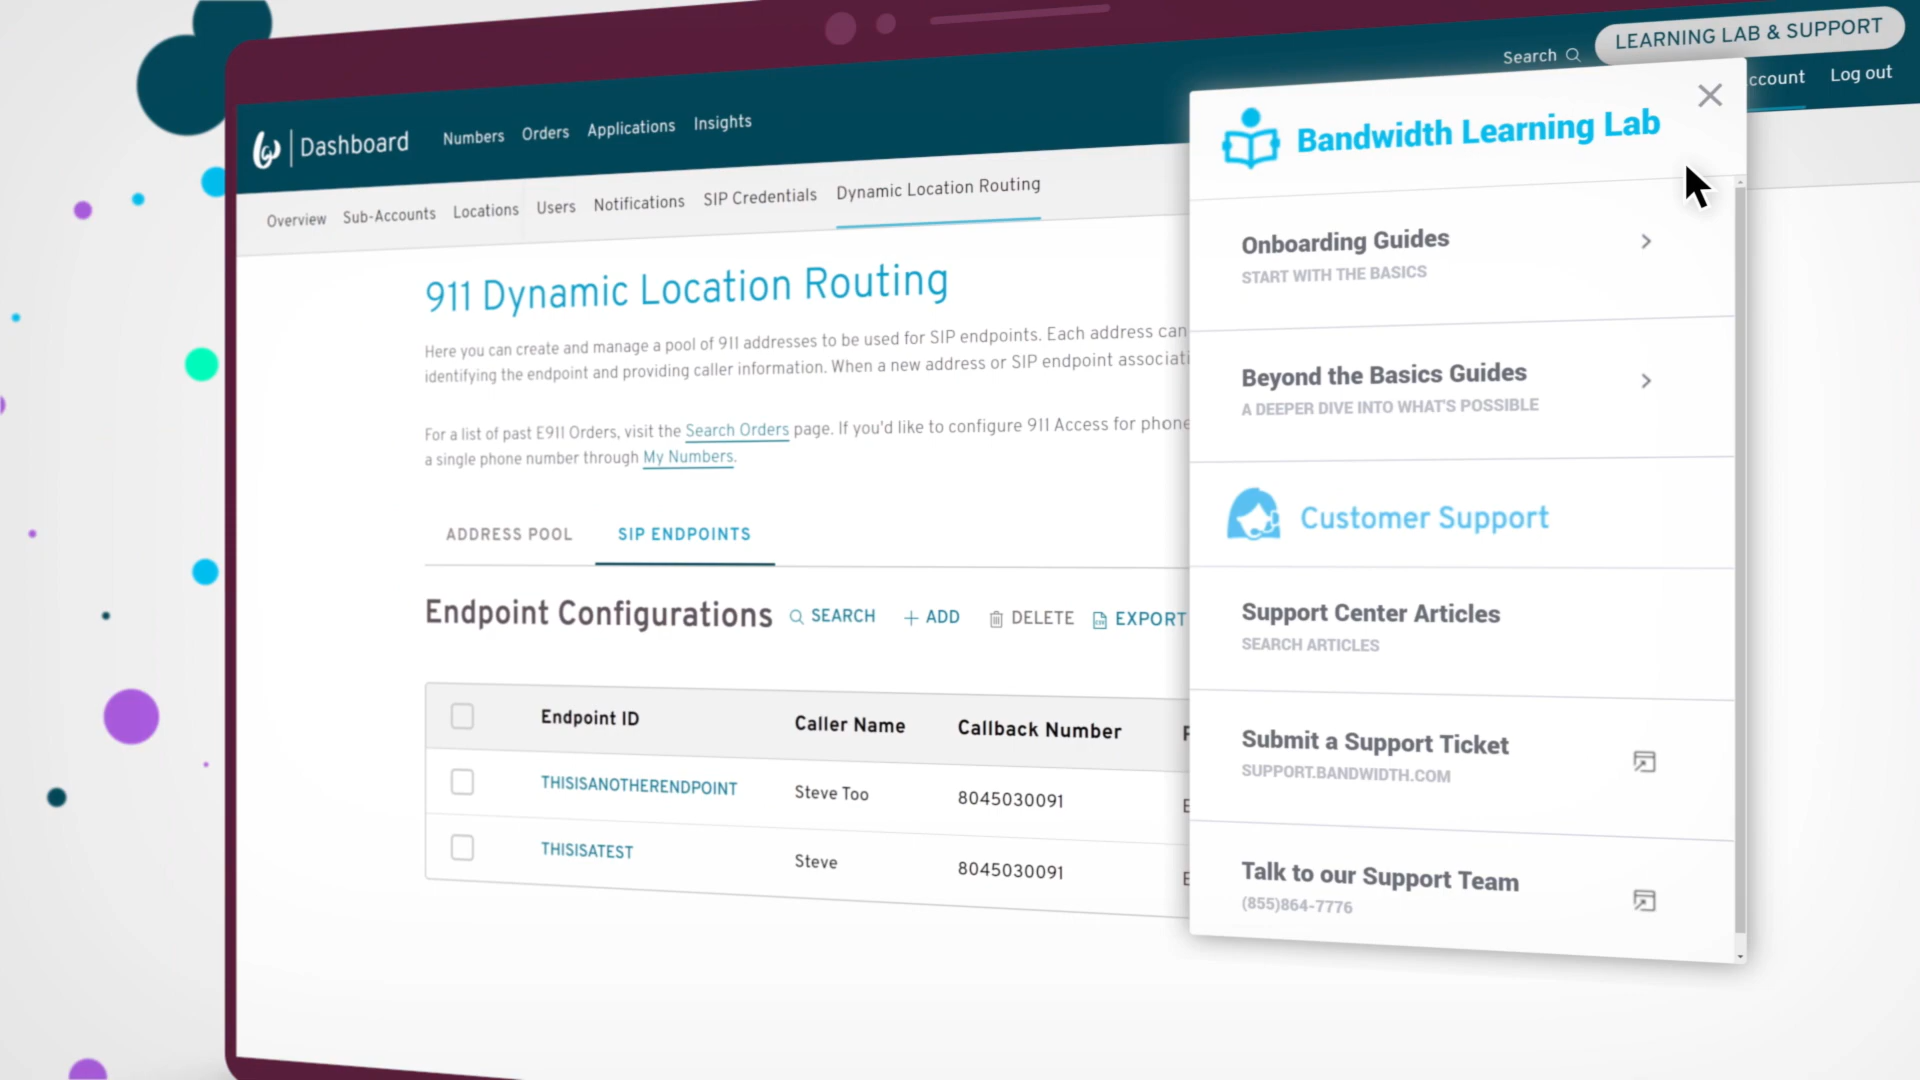 Search
LEARNING LAB & SUPPORT
Dashboard
Numbers Orders Applications Insights
ccount Log out
Overview Sub-Accounts Locations Users Notifications SIP Credentials Dynamic Location Routing
911 Dynamic Location Routing
Here you can create and manage a pool of 911 addresses to be used for SIP endpoints. Each address can
identifying the endpoint and providing caller information. When a new address or SIP endpoint associati
For a list of past E911 Orders, visit the Search Orders page. If you'd like to configure 911 Access for phone
a single phone number through My Numbers.
ADDRESS POOL SIP ENDPOINTS
Endpoint Configurations SEARCH ADD DELETE EXPORT
Endpoint ID Caller Name Callback Number
THISISANOTHERENDPOINT Steve Too 8045030091 E
THISISATEST Steve 8045030091 E
Bandwidth Learning Lab
Onboarding Guides
START WITH THE BASICS
Beyond the Basics Guides
A DEEPER DIVE INTO WHAT'S POSSIBLE
Customer Support
Support Center Articles
SEARCH ARTICLES
Submit a Support Ticket
SUPPORT.BANDWIDTH.COM
Talk to our Support Team
(855)864-7776